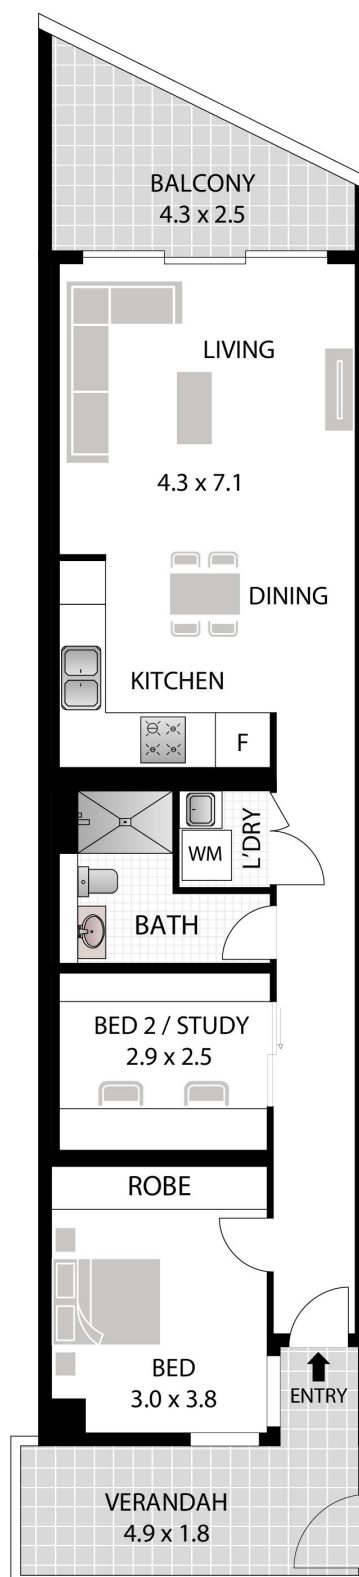 BALCONY
4.3 x 2.5
LIVING
4.3 x 7.1
DINING
KITCHEN
F
L'DRY
WM
BATH
BED 2 / STUDY
2.9 x 2.5
ROBE
BED
3.0 x 3.8
ENTRY
VERANDAH
4.9 x 1.8